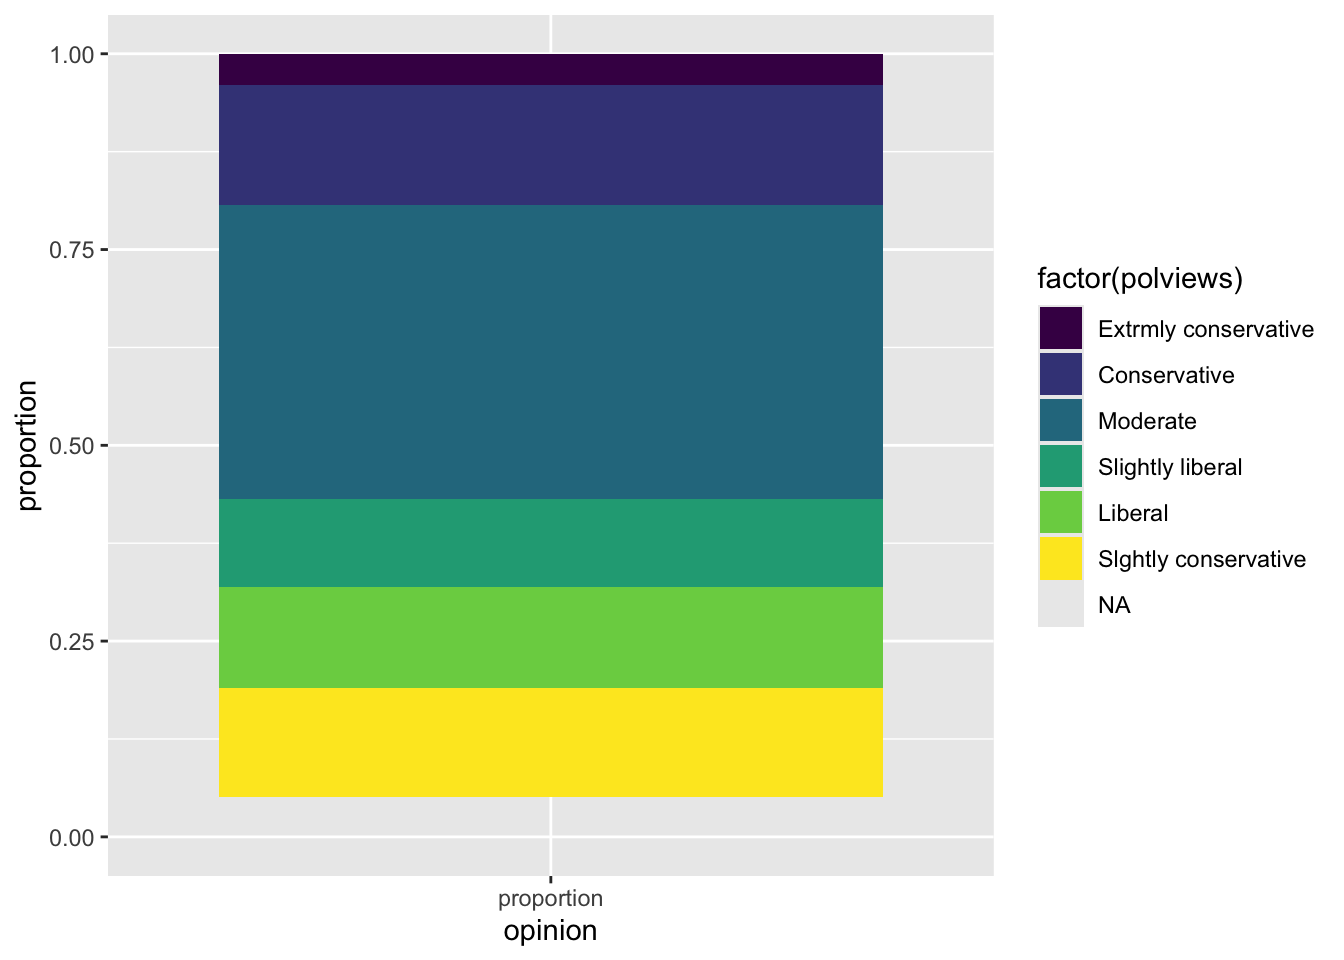 1.00
0.75
0.50
0.25
0.00
proportion
proportion
opinion
factor(polviews)
Extrmly conservative
Conservative
Moderate
Slightly liberal
Liberal
Slghtly conservative
NA